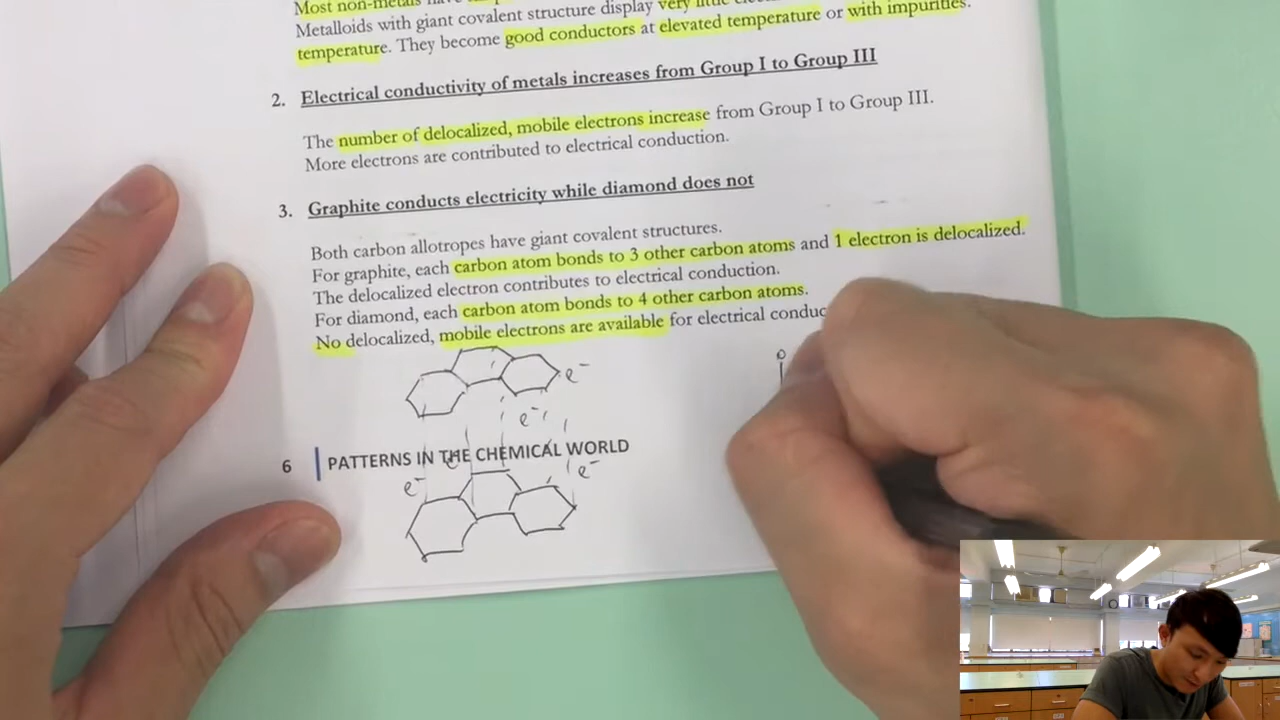 Most non-metals have
Metalloids with giant covalent structure display very little
temperature. They become good conductors at elevated temperature or with impurities.
2. Electrical conductivity of metals increases from Group I to Group III
The number of delocalized, mobile electrons increase from Group I to Group III.
More electrons are contributed to electrical conduction.
3. Graphite conducts electricity while diamond does not
Both carbon allotropes have giant covalent structures.
For graphite, each carbon atom bonds to 3 other carbon atoms and 1 electron is delocalized.
The delocalized electron contributes to electrical conduction.
For diamond, each carbon atom bonds to 4 other carbon atoms.
No delocalized, mobile electrons are available for electrical conduc
e⁻
e⁻
6 PATTERNS IN THE CHEMICAL WORLD
e⁻
e⁻